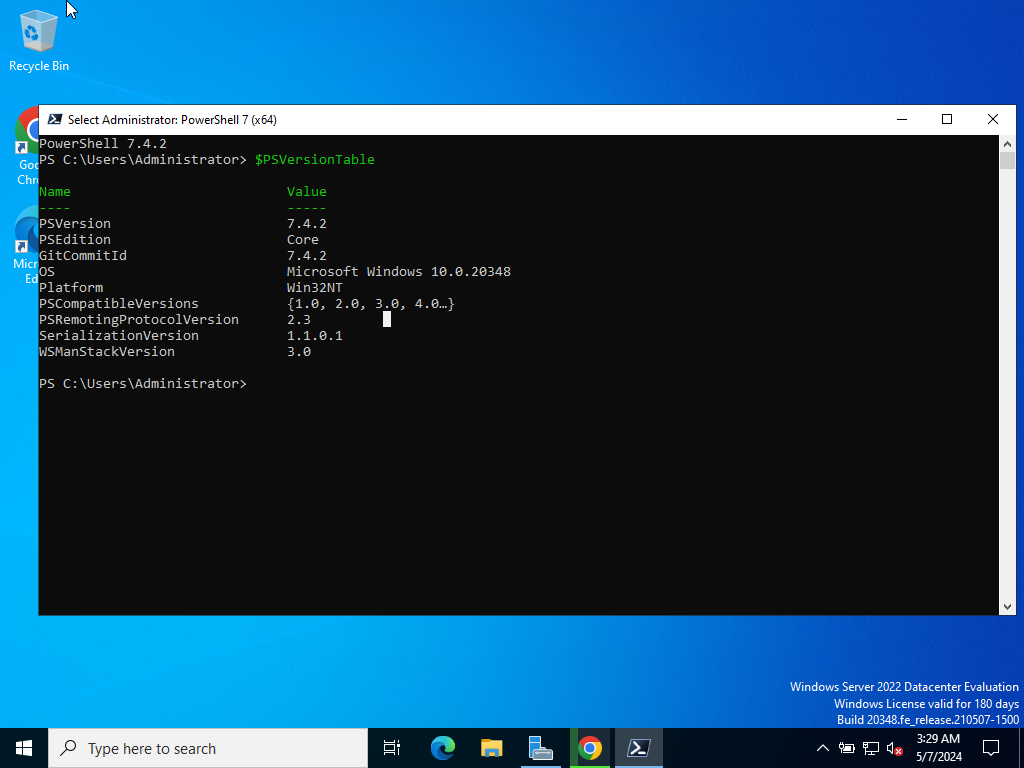 Recycle Bin
Goo
Chro
Micr
Ed
Select Administrator: PowerShell 7 (x64)
PowerShell 7.4.2
PS C:\Users\Administrator> $PSVersionTable
Name                           Value
----                           -----
PSVersion                      7.4.2
PSEdition                      Core
GitCommitId                    7.4.2
OS                             Microsoft Windows 10.0.20348
Platform                       Win32NT
PSCompatibleVersions           {1.0, 2.0, 3.0, 4.0…}
PSRemotingProtocolVersion      2.3
SerializationVersion           1.1.0.1
WSManStackVersion              3.0
PS C:\Users\Administrator>
Windows Server 2022 Datacenter Evaluation
Windows License valid for 180 days
Build 20348.fe_release.210507-1500
Type here to search
3:29 AM
5/7/2024